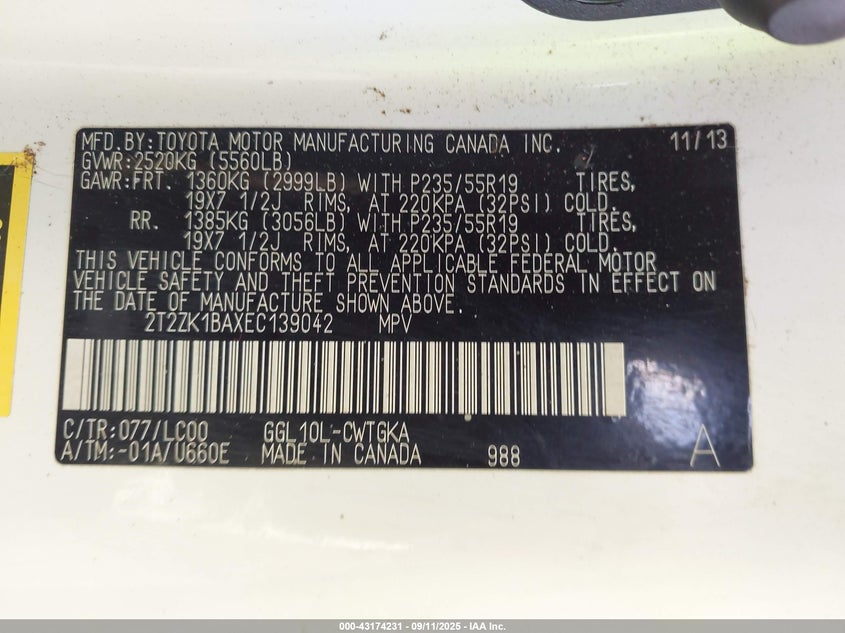 MFD.BY:TOYOTA MOTOR MANUFACTURING CANADA INC. 11/13
GVWR:2520KG (5560LB)
GAWR:FRT. 1360KG (2999LB) WITH P235/55R19 TIRES,
19X7 1/2J RIMS, AT 220KPA (32PSI) COLD.
RR. 1385KG (3056LB) WITH P235/55R19 TIRES,
19X7 1/2J RIMS, AT 220KPA (32PSI) COLD.
THIS VEHICLE CONFORMS TO ALL APPLICABLE FEDERAL MOTOR
VEHICLE SAFETY AND THEFT PREVENTION STANDARDS IN EFFECT ON
THE DATE OF MANUFACTURE SHOWN ABOVE.
2T2ZK1BAXEC139042 MPV
C/TR:077/LC00 GGL10L-CWTGKA
A/TM:-01A/U660E MADE IN CANADA 988 A
000-43174231 - 09/11/2025 - IAA Inc.